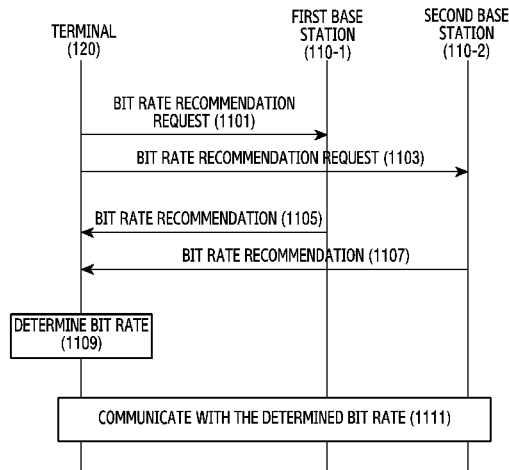 TERMINAL
(120)
FIRST BASE
STATION
(110-1)
SECOND BASE
STATION
(110-2)
BIT RATE RECOMMENDATION
REQUEST (1101)
BIT RATE RECOMMENDATION REQUEST (1103)
BIT RATE RECOMMENDATION (1105)
BIT RATE RECOMMENDATION (1107)
DETERMINE BIT RATE
(1109)
COMMUNICATE WITH THE DETERMINED BIT RATE (1111)